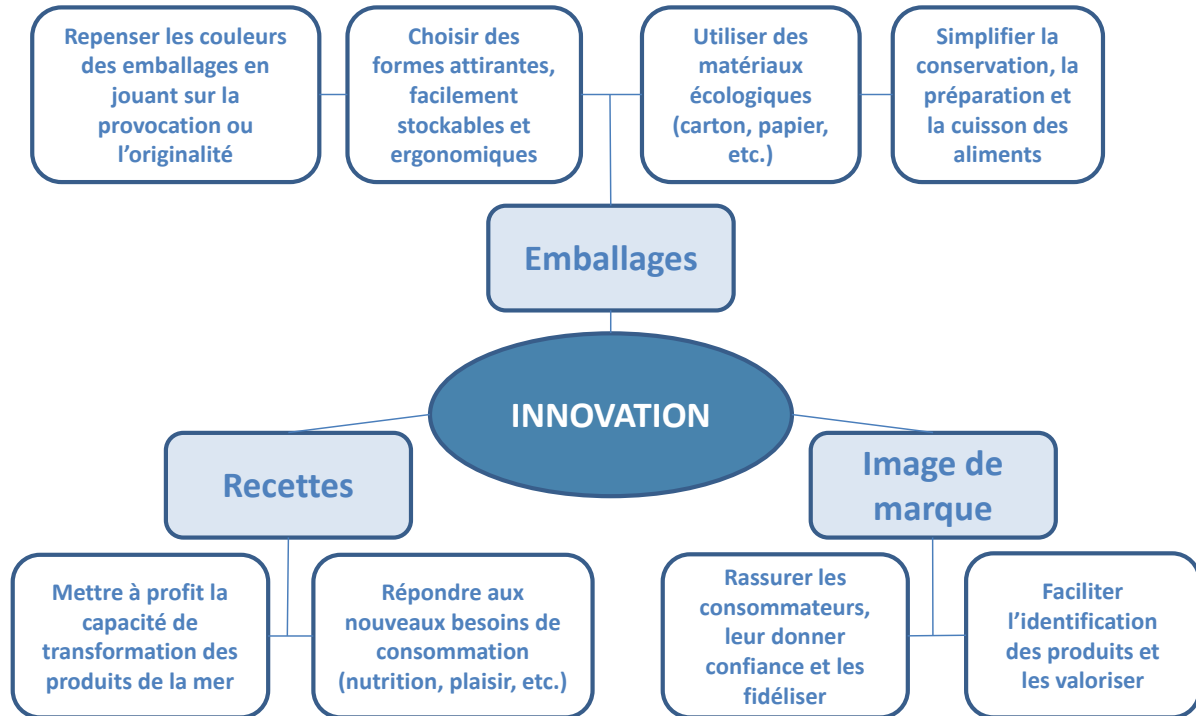 Repenser les couleurs
des emballages en
jouant sur la
provocation ou
l’originalité
Choisir des
formes attirantes,
facilement
stockables et
ergonomiques
Utiliser des
matériaux
écologiques
(carton, papier,
etc.)
Simplifier la
conservation, la
préparation et
la cuisson des
aliments
Emballages
INNOVATION
Recettes
Image de
marque
Mettre à profit la
capacité de
transformation des
produits de la mer
Répondre aux
nouveaux besoins de
consommation
(nutrition, plaisir, etc.)
Rassurer les
consommateurs,
leur donner
confiance et les
fidéliser
Faciliter
l’identification
des produits et
les valoriser